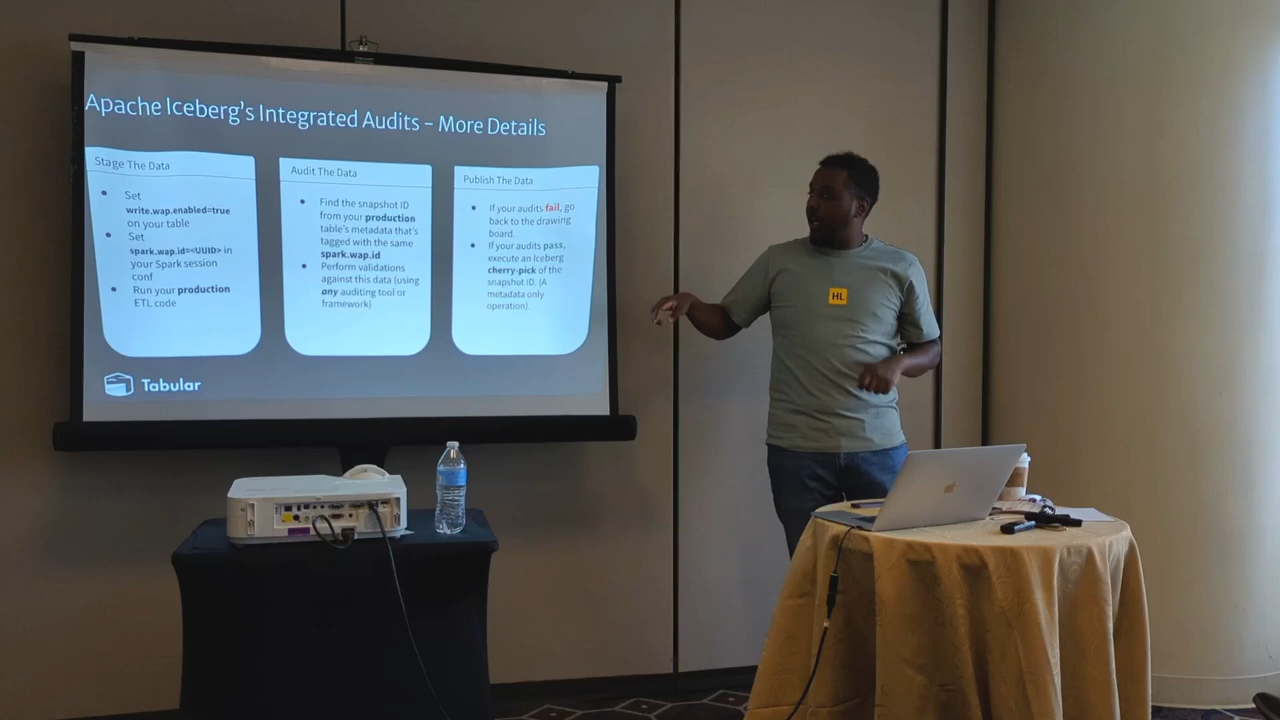 Apache Iceberg's Integrated Audits – More Details
Stage The Data
• Set
write.wap.enabled=true
on your table
• Set
spark.wap.id=<UUID> in
your Spark session
conf
• Run your production
ETL code
Audit The Data
• Find the snapshot ID
from your production
table's metadata that's
tagged with the same
spark.wap.id
• Perform validations
against this data (using
any auditing tool or
framework)
Publish The Data
• If your audits fail, go
back to the drawing
board.
• If your audits pass,
execute an Iceberg
cherry-pick of the
snapshot ID. (A
metadata only
operation).
Tabular
HL